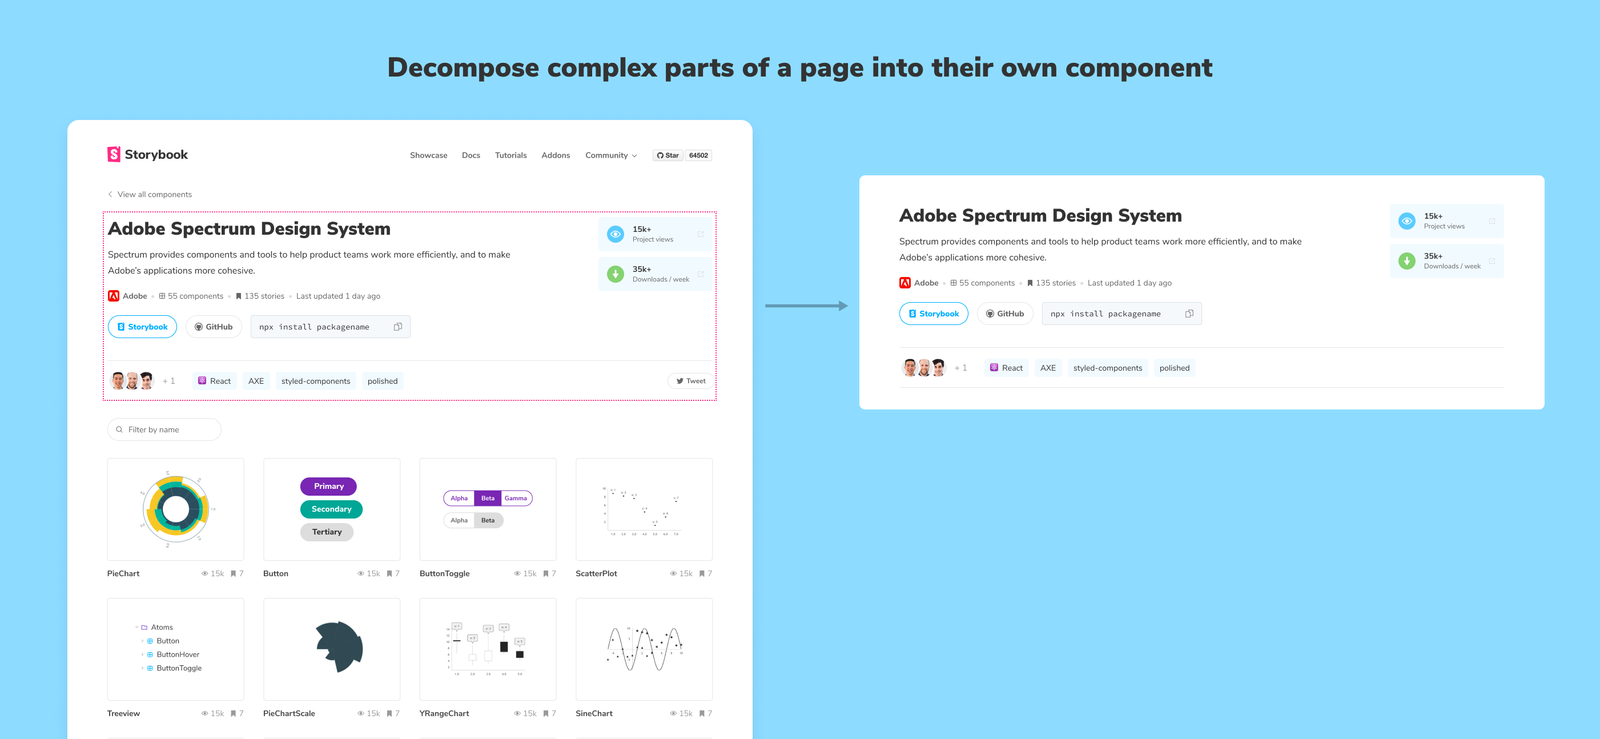 Decompose complex parts of a page into their own component
Storybook
Showcase Docs Tutorials Addons Community Star 64502
View all components
Adobe Spectrum Design System
Spectrum provides components and tools to help product teams work more efficiently, and to make
Adobe's applications more cohesive.
15k+
Project views
35k+
Downloads / week
Adobe • 55 components • 135 stories • Last updated 1 day ago
Storybook GitHub npx install packagename
+ 1 React AXE styled-components polished Tweet
Filter by name
Primary
Secondary
Tertiary
Alpha Beta Gamma
Alpha Beta
PieChart 15k 7
Button 15k 7
ButtonToggle 15k 7
ScatterPlot 15k 7
Atoms
Button
ButtonHover
ButtonToggle
Treeview 15k 7
PieChartScale 15k 7
YRangeChart 15k 7
SineChart 15k 7
Adobe Spectrum Design System
Spectrum provides components and tools to help product teams work more efficiently, and to make
Adobe's applications more cohesive.
15k+
Project views
35k+
Downloads / week
Adobe • 55 components • 135 stories • Last updated 1 day ago
Storybook GitHub npx install packagename
+ 1 React AXE styled-components polished